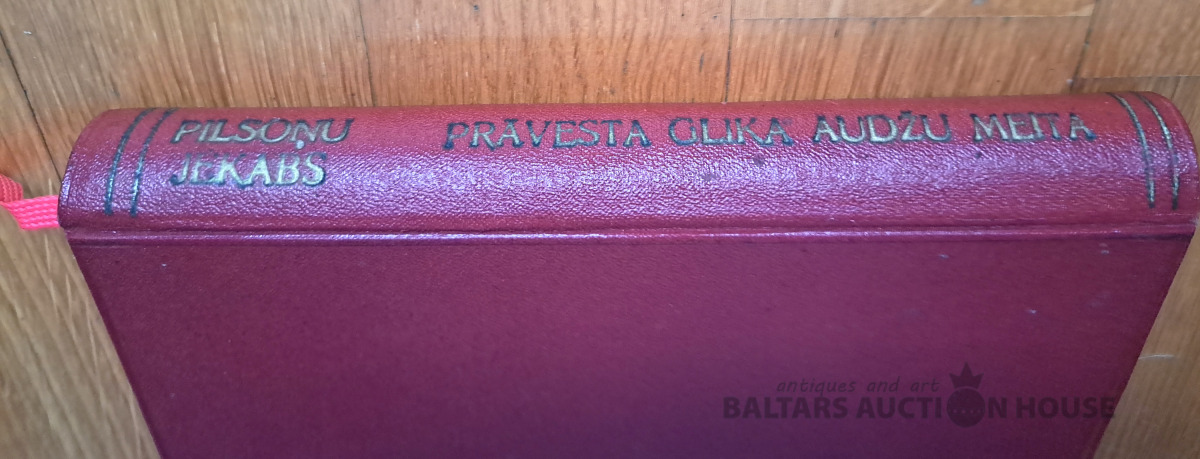 PILSOŅU
JĒKABS
PRĀVESTA GLIKA AUDŽU MEITA
antiques and art
BALTARS AUCTION HOUSE